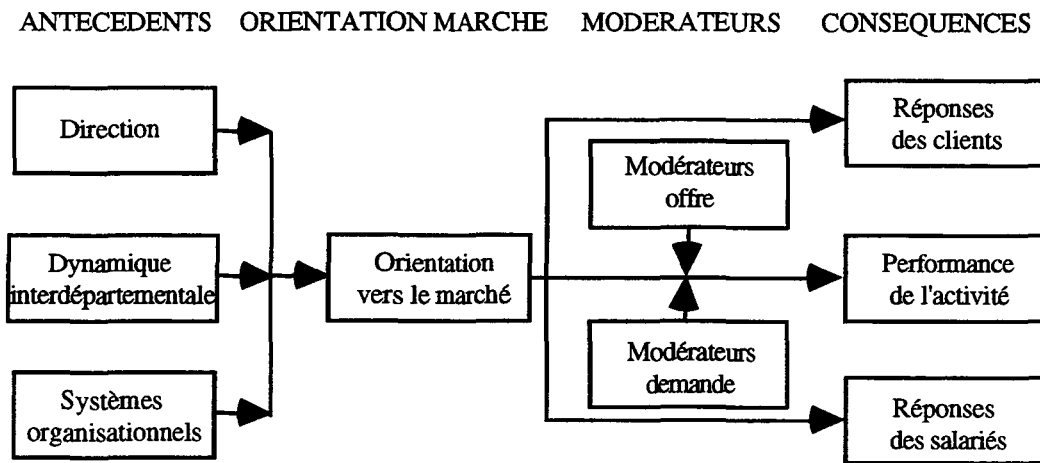 ANTECEDENTS ORIENTATION MARCHE MODERATEURS CONSEQUENCES
Direction
Dynamique
interdépartementale
Systèmes
organisationnels
Orientation
vers le marché
Modérateurs
offre
Modérateurs
demande
Réponses
des clients
Performance
de l'activité
Réponses
des salariés